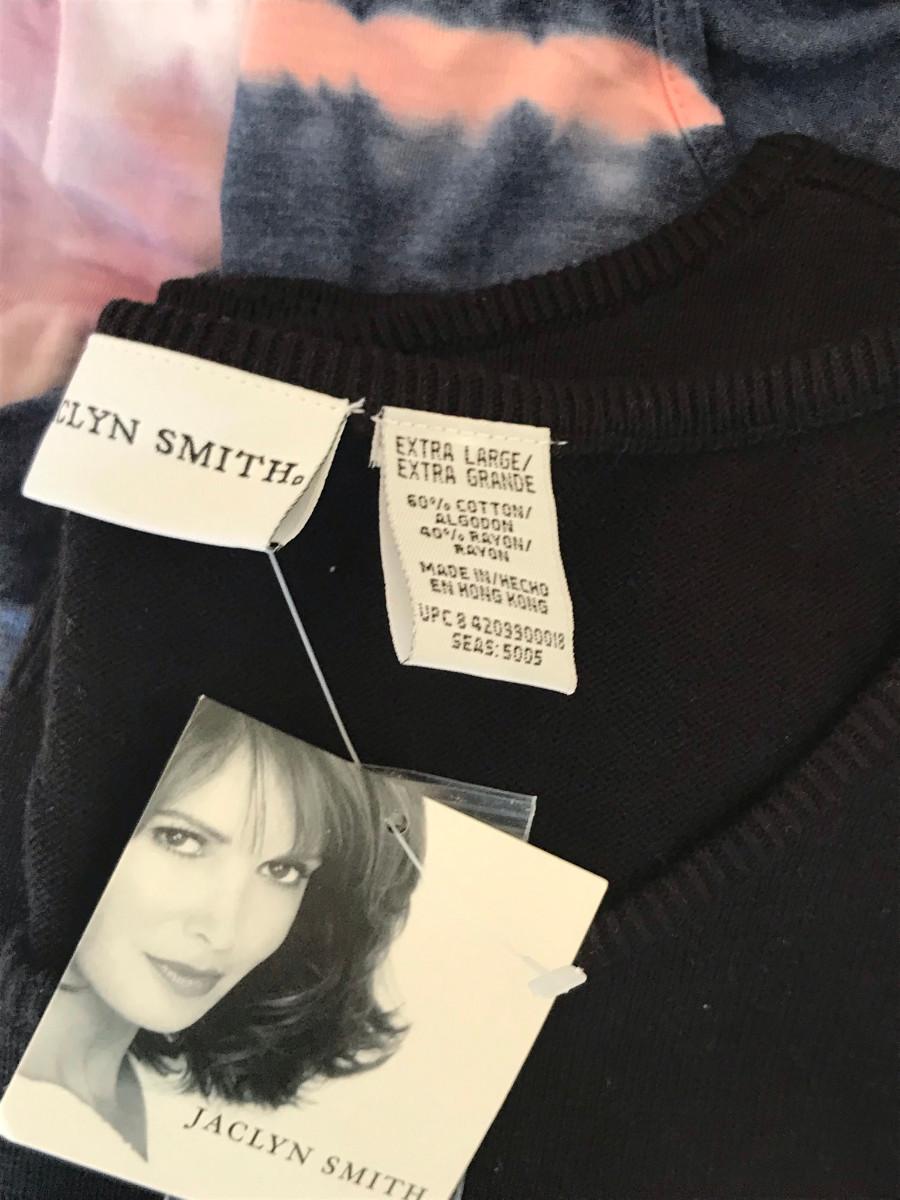 CLYN SMITH
EXTRA LARGE/
EXTRA GRANDE
60% COTTON/
ALGODON
40% RAYON/
RAYON
MADE IN/HECHO
EN HONG KONG
UPC 8 4209900018
SEAS: 5005
JACLYN SMITH